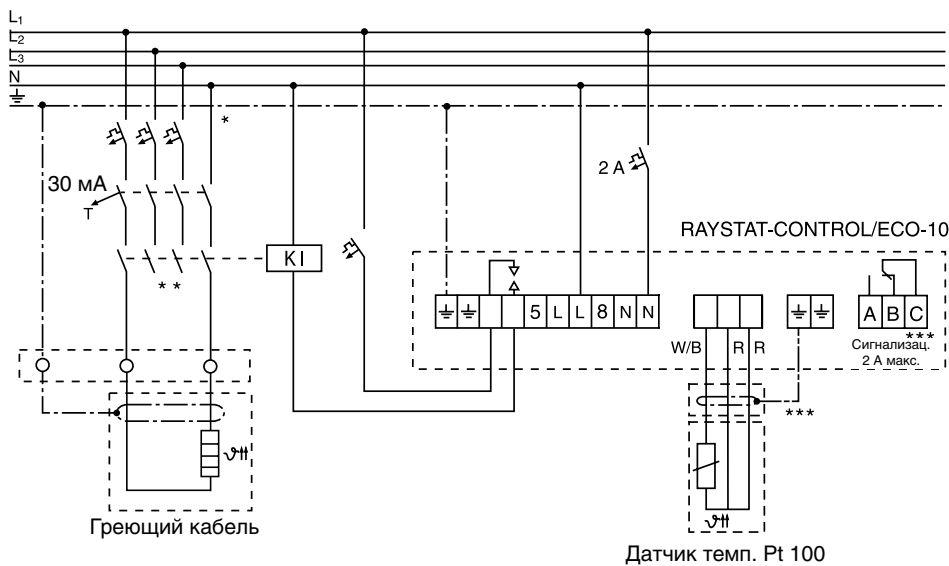 L1
L2
L3
N
*
30 мА
T
2 A
RAYSTAT-CONTROL/ECO-10
K I
* *
5 L L 8 N N
A B C
***
Сигнализац.
2 А макс.
W/B R R
***
Греющий кабель
Датчик темп. Pt 100